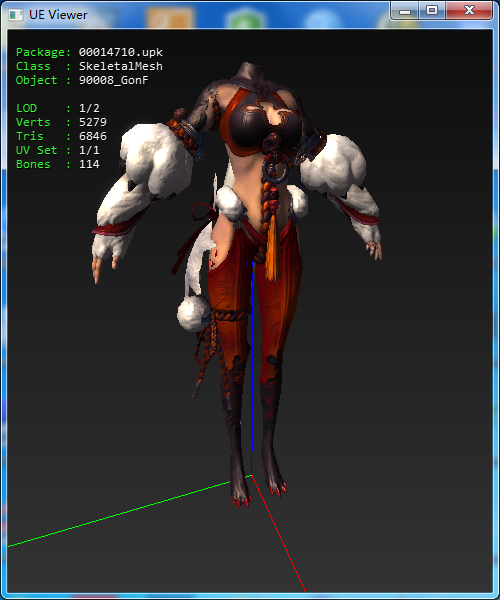 UE Viewer
Package: 00014710.upk
Class : SkeletalMesh
Object : 90008_GonF
LOD : 1/2
Verts : 5279
Tris : 6846
UV Set : 1/1
Bones : 114